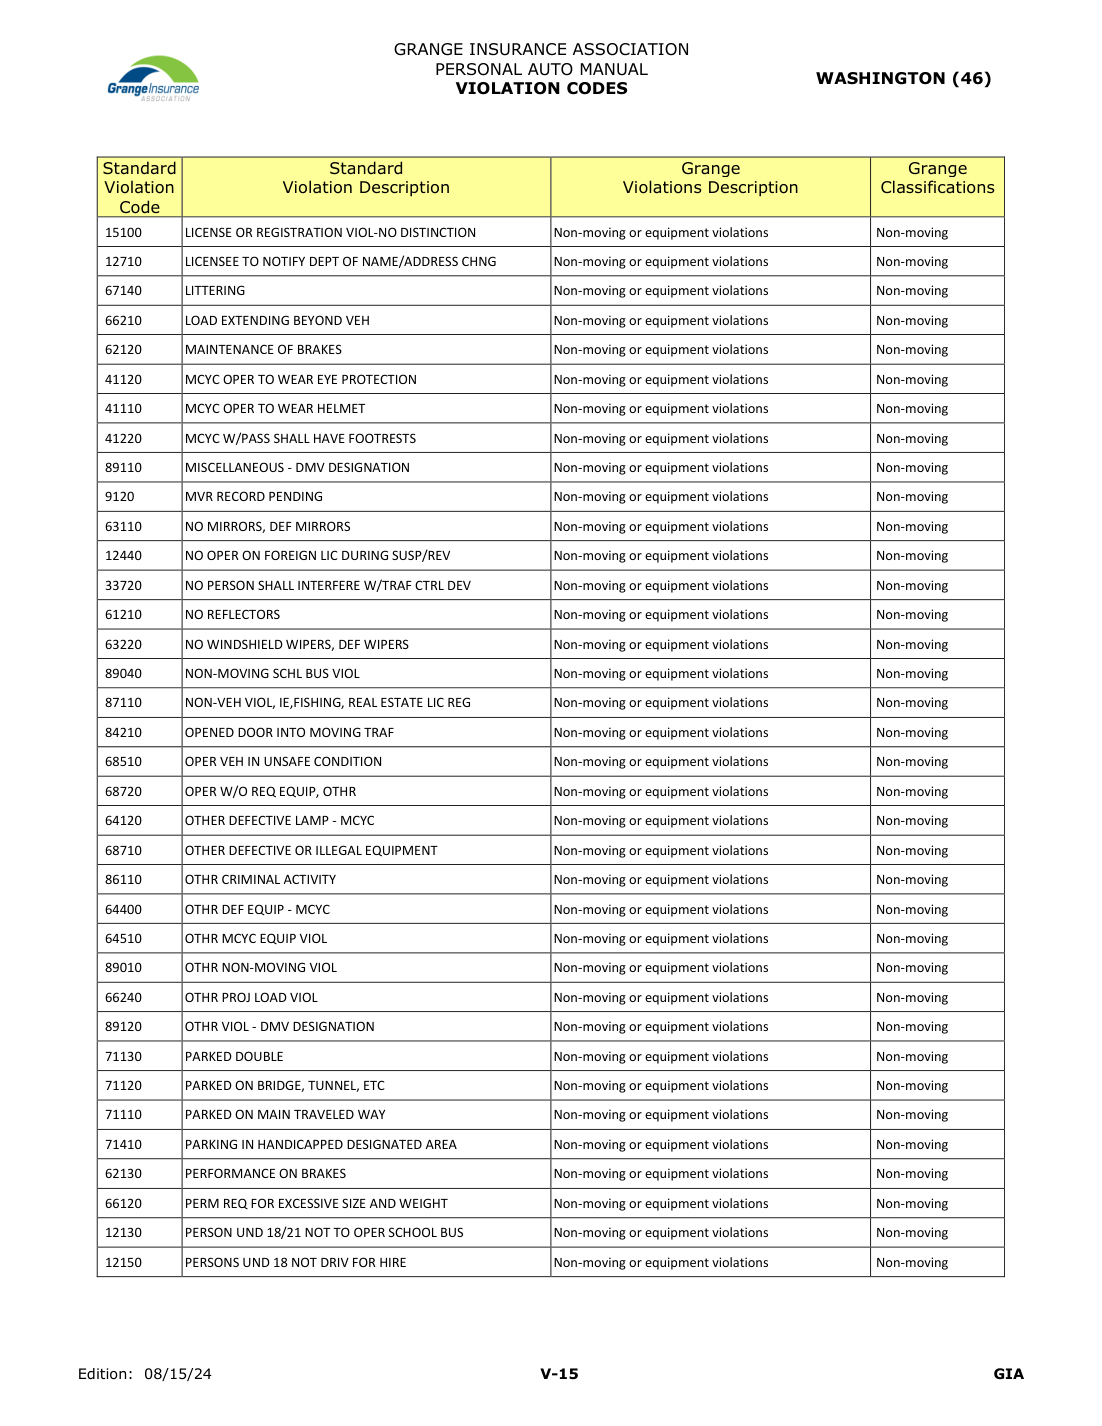 GRANGE INSURANCE ASSOCIATION
PERSONAL AUTO MANUAL
VIOLATION CODES
WASHINGTON (46)
GrangeInsurance
ASSOCIATION
Standard Violation Code Standard Violation Description Grange Violations Description Grange Classifications
15100 LICENSE OR REGISTRATION VIOL-NO DISTINCTION Non-moving or equipment violations Non-moving
12710 LICENSEE TO NOTIFY DEPT OF NAME/ADDRESS CHNG Non-moving or equipment violations Non-moving
67140 LITTERING Non-moving or equipment violations Non-moving
66210 LOAD EXTENDING BEYOND VEH Non-moving or equipment violations Non-moving
62120 MAINTENANCE OF BRAKES Non-moving or equipment violations Non-moving
41120 MCYC OPER TO WEAR EYE PROTECTION Non-moving or equipment violations Non-moving
41110 MCYC OPER TO WEAR HELMET Non-moving or equipment violations Non-moving
41220 MCYC W/PASS SHALL HAVE FOOTRESTS Non-moving or equipment violations Non-moving
89110 MISCELLANEOUS - DMV DESIGNATION Non-moving or equipment violations Non-moving
9120 MVR RECORD PENDING Non-moving or equipment violations Non-moving
63110 NO MIRRORS, DEF MIRRORS Non-moving or equipment violations Non-moving
12440 NO OPER ON FOREIGN LIC DURING SUSP/REV Non-moving or equipment violations Non-moving
33720 NO PERSON SHALL INTERFERE W/TRAF CTRL DEV Non-moving or equipment violations Non-moving
61210 NO REFLECTORS Non-moving or equipment violations Non-moving
63220 NO WINDSHIELD WIPERS, DEF WIPERS Non-moving or equipment violations Non-moving
89040 NON-MOVING SCHL BUS VIOL Non-moving or equipment violations Non-moving
87110 NON-VEH VIOL, IE,FISHING, REAL ESTATE LIC REG Non-moving or equipment violations Non-moving
84210 OPENED DOOR INTO MOVING TRAF Non-moving or equipment violations Non-moving
68510 OPER VEH IN UNSAFE CONDITION Non-moving or equipment violations Non-moving
68720 OPER W/O REQ EQUIP, OTHR Non-moving or equipment violations Non-moving
64120 OTHER DEFECTIVE LAMP - MCYC Non-moving or equipment violations Non-moving
68710 OTHER DEFECTIVE OR ILLEGAL EQUIPMENT Non-moving or equipment violations Non-moving
86110 OTHR CRIMINAL ACTIVITY Non-moving or equipment violations Non-moving
64400 OTHR DEF EQUIP - MCYC Non-moving or equipment violations Non-moving
64510 OTHR MCYC EQUIP VIOL Non-moving or equipment violations Non-moving
89010 OTHR NON-MOVING VIOL Non-moving or equipment violations Non-moving
66240 OTHR PROJ LOAD VIOL Non-moving or equipment violations Non-moving
89120 OTHR VIOL - DMV DESIGNATION Non-moving or equipment violations Non-moving
71130 PARKED DOUBLE Non-moving or equipment violations Non-moving
71120 PARKED ON BRIDGE, TUNNEL, ETC Non-moving or equipment violations Non-moving
71110 PARKED ON MAIN TRAVELED WAY Non-moving or equipment violations Non-moving
71410 PARKING IN HANDICAPPED DESIGNATED AREA Non-moving or equipment violations Non-moving
62130 PERFORMANCE ON BRAKES Non-moving or equipment violations Non-moving
66120 PERM REQ FOR EXCESSIVE SIZE AND WEIGHT Non-moving or equipment violations Non-moving
12130 PERSON UND 18/21 NOT TO OPER SCHOOL BUS Non-moving or equipment violations Non-moving
12150 PERSONS UND 18 NOT DRIV FOR HIRE Non-moving or equipment violations Non-moving
Edition: 08/15/24 V-15 GIA